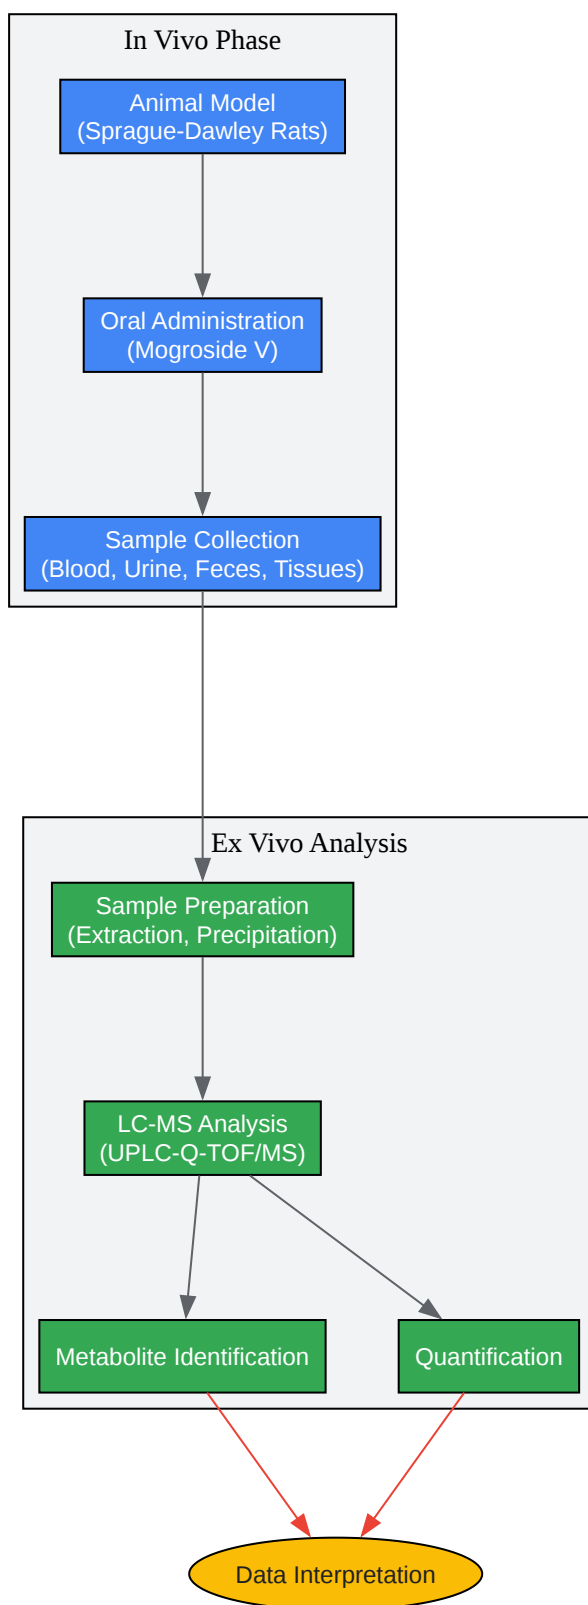 In Vivo Phase
Animal Model
(Sprague-Dawley Rats)
Oral Administration
(Mogroside V)
Sample Collection
(Blood, Urine, Feces, Tissues)
Ex Vivo Analysis
Sample Preparation
(Extraction, Precipitation)
LC-MS Analysis
(UPLC-Q-TOF/MS)
Metabolite Identification
Quantification
Data Interpretation